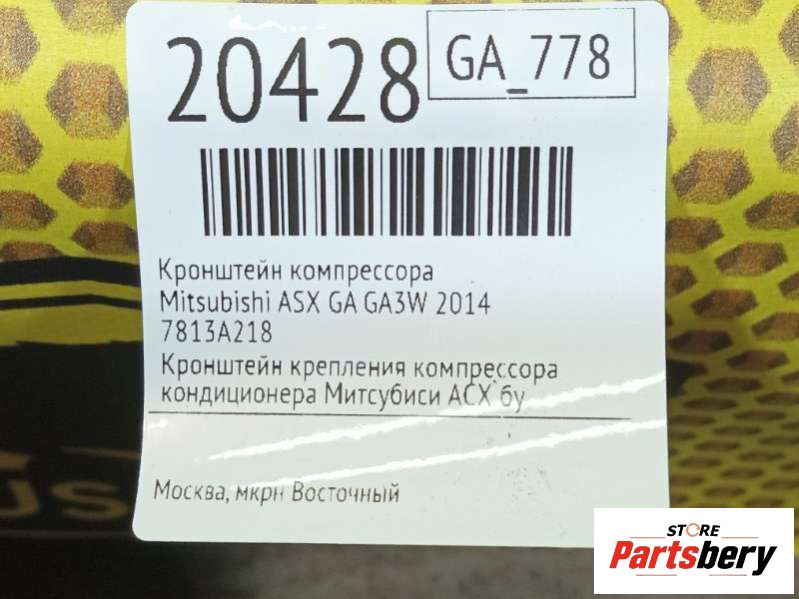 20428
GA_778
Кронштейн компрессора
Mitsubishi ASX GA GA3W 2014
7813A218
Кронштейн крепления компрессора
кондиционера Митсубиси АСХ бу
Москва, мкрн Восточный
US
STORE
Partsbery